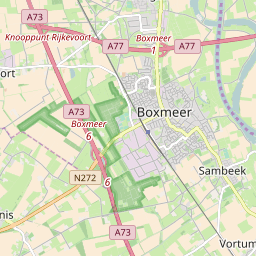 A73
Knooppunt Rijkevoort
A77
Boxmeer
1
A77
ort
A73
Boxmeer
6
Boxmeer
N272
6
Sambeek
nis
A73
Vortum